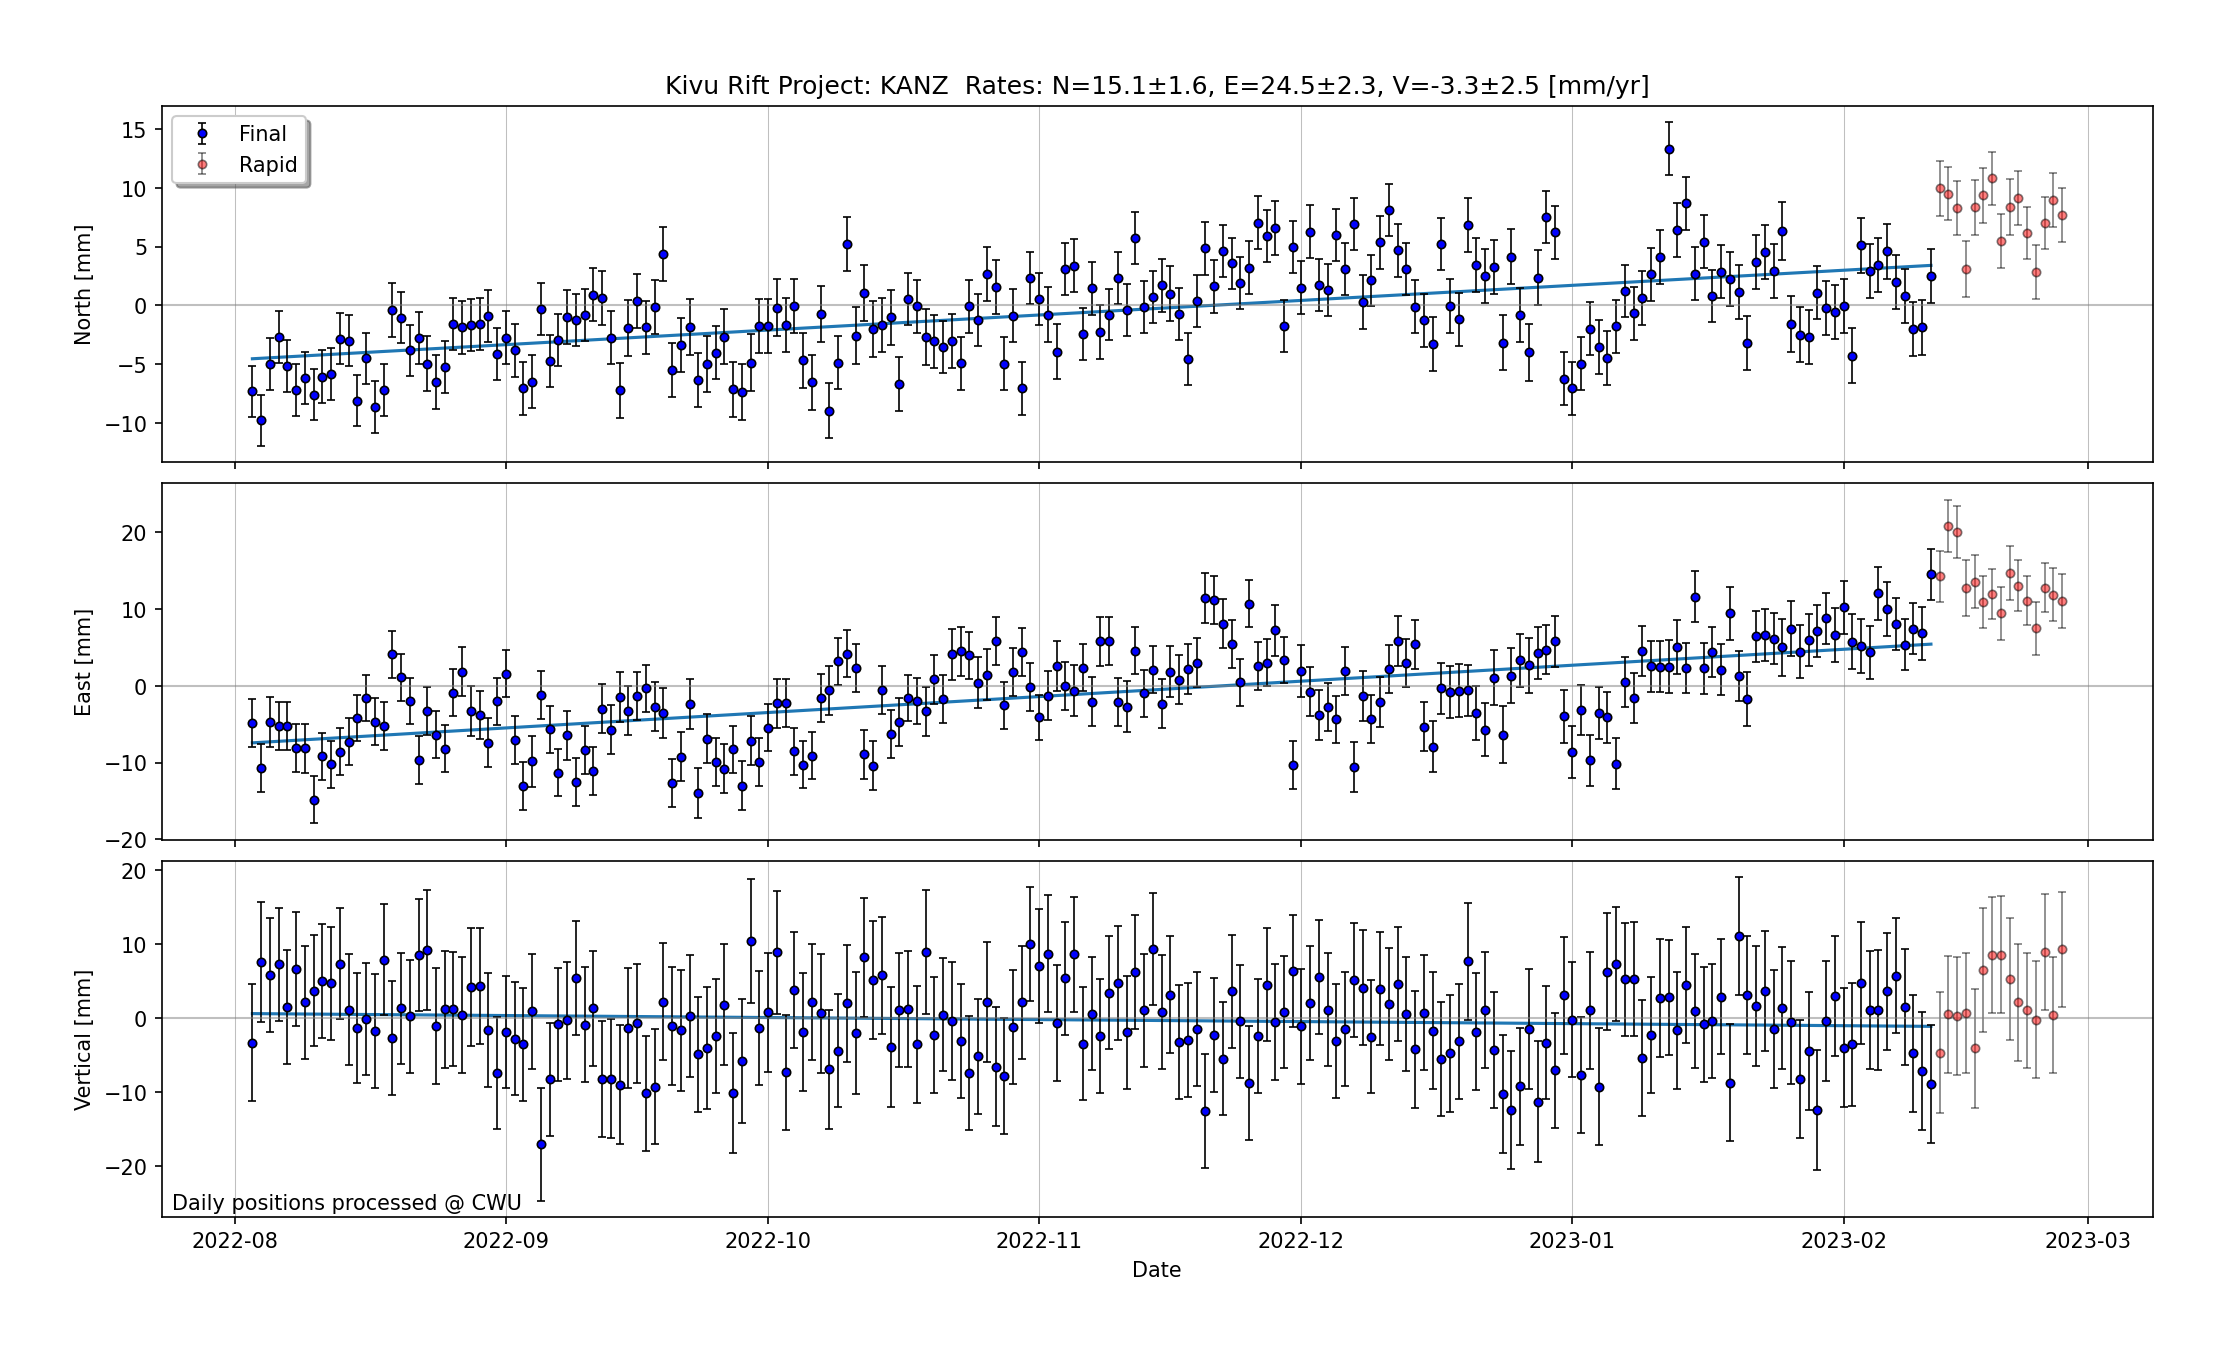 Kivu Rift Project: KANZ  Rates: N=15.1±1.6, E=24.5±2.3, V=-3.3±2.5 [mm/yr]
Final
Rapid
North [mm]
15
10
5
0
−5
−10
East [mm]
20
10
0
−10
−20
Vertical [mm]
20
10
0
−10
−20
Daily positions processed @ CWU
2022-08 2022-09 2022-10 2022-11 2022-12 2023-01 2023-02 2023-03
Date